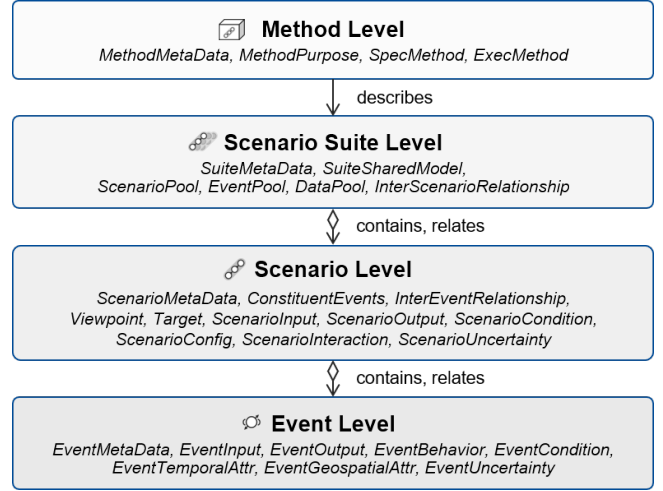 Method Level
MethodMetaData, MethodPurpose, SpecMethod, ExecMethod
describes
Scenario Suite Level
SuiteMetaData, SuiteSharedModel,
ScenarioPool, EventPool, DataPool, InterScenarioRelationship
contains, relates
Scenario Level
ScenarioMetaData, ConstituentEvents, InterEventRelationship,
Viewpoint, Target, ScenarioInput, ScenarioOutput, ScenarioCondition,
ScenarioConfig, ScenarioInteraction, ScenarioUncertainty
contains, relates
Event Level
EventMetaData, EventInput, EventOutput, EventBehavior, EventCondition,
EventTemporalAttr, EventGeospatialAttr, EventUncertainty